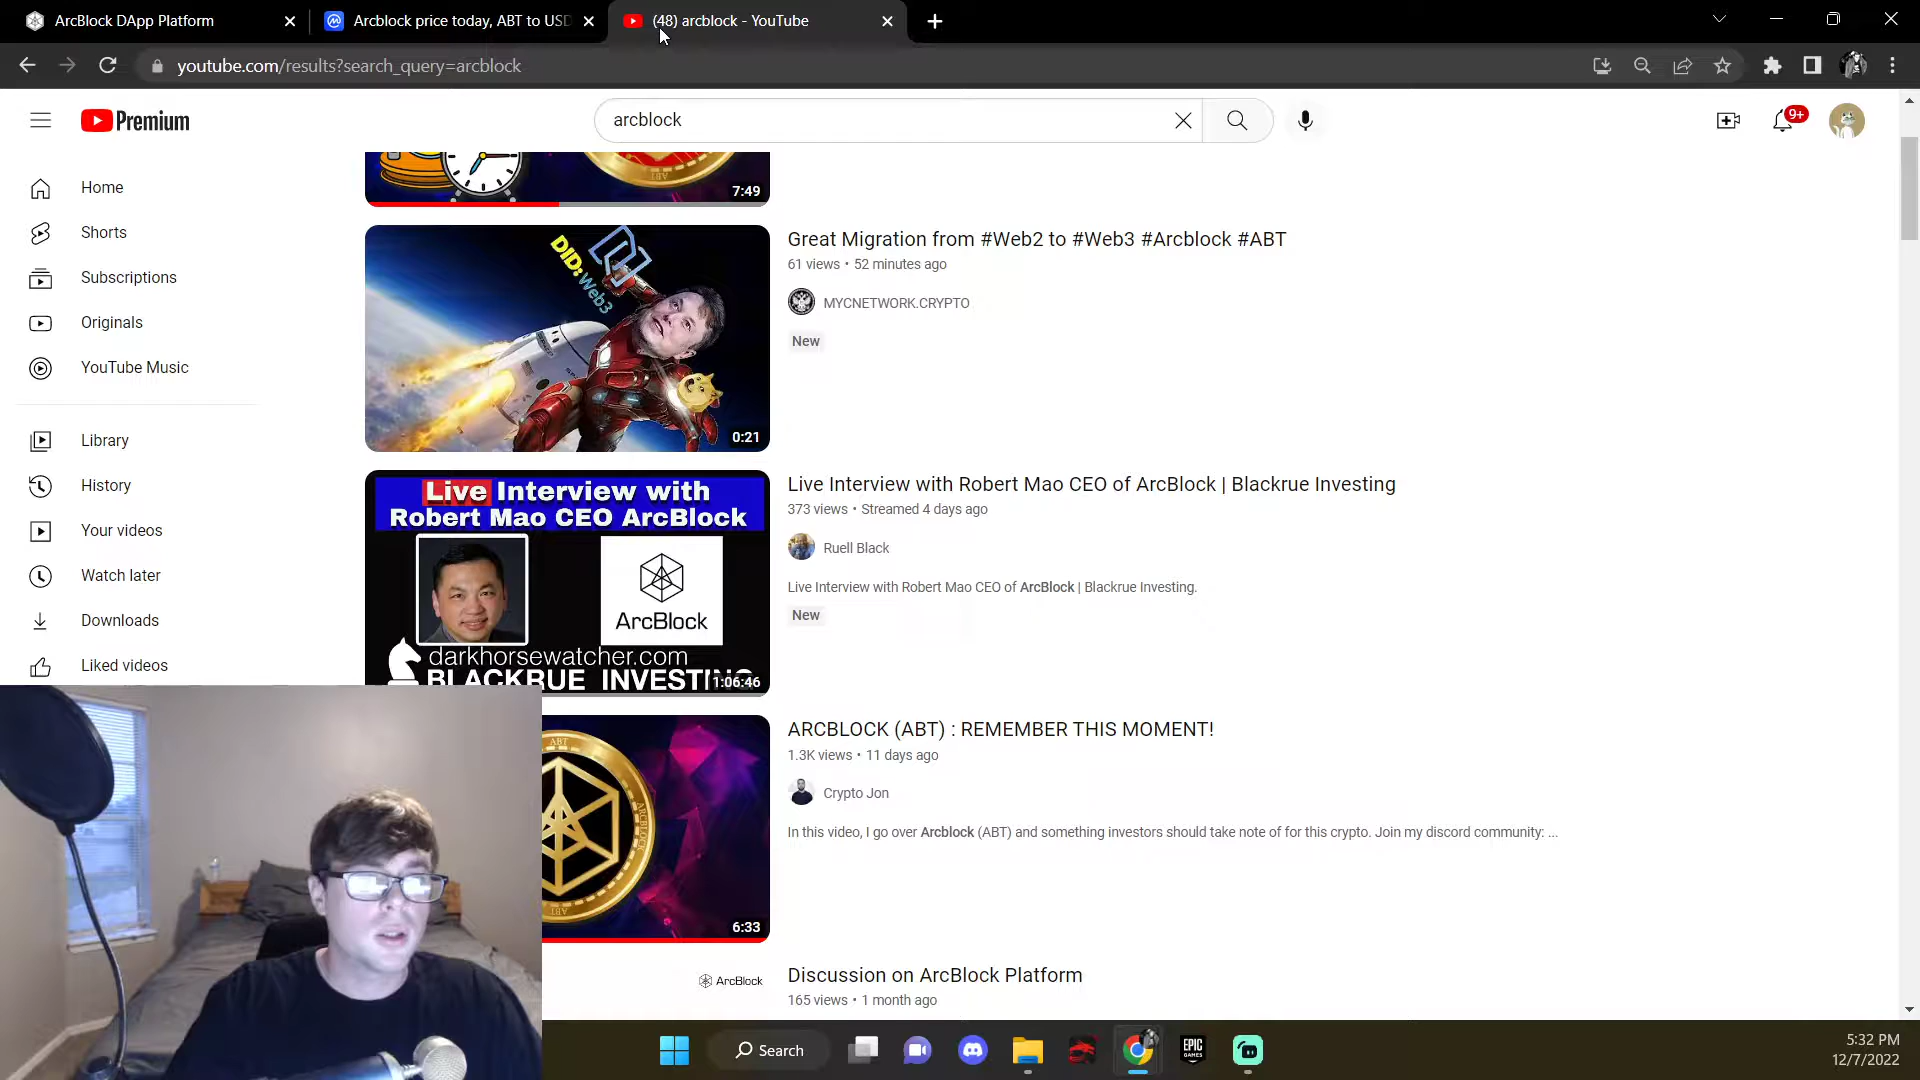 ArcBlock DApp Platform
Arcblock price today, ABT to USD
(48) arcblock - YouTube
youtube.com/results?search_query=arcblock
Premium
arcblock
9+
Home
Shorts
Subscriptions
Originals
YouTube Music
Library
History
Your videos
Watch later
Downloads
Liked videos
7:49
DID:
Web3
0:21
Great Migration from #Web2 to #Web3 #Arcblock #ABT
61 views • 52 minutes ago
MYCNETWORK.CRYPTO
New
Live Interview with
Robert Mao CEO ArcBlock
ArcBlock
darkhorsewatcher.com
BLACKRUE INVESTING
1:06:46
Live Interview with Robert Mao CEO of ArcBlock | Blackrue Investing
373 views • Streamed 4 days ago
Ruell Black
Live Interview with Robert Mao CEO of ArcBlock | Blackrue Investing.
New
ABT
ARCBLOCK
ABT
6:33
ARCBLOCK (ABT) : REMEMBER THIS MOMENT!
1.3K views • 11 days ago
Crypto Jon
In this video, I go over Arcblock (ABT) and something investors should take note of for this crypto. Join my discord community: ...
ArcBlock
Discussion on ArcBlock Platform
165 views • 1 month ago
Search
EPIC
GAMES
5:32 PM
12/7/2022